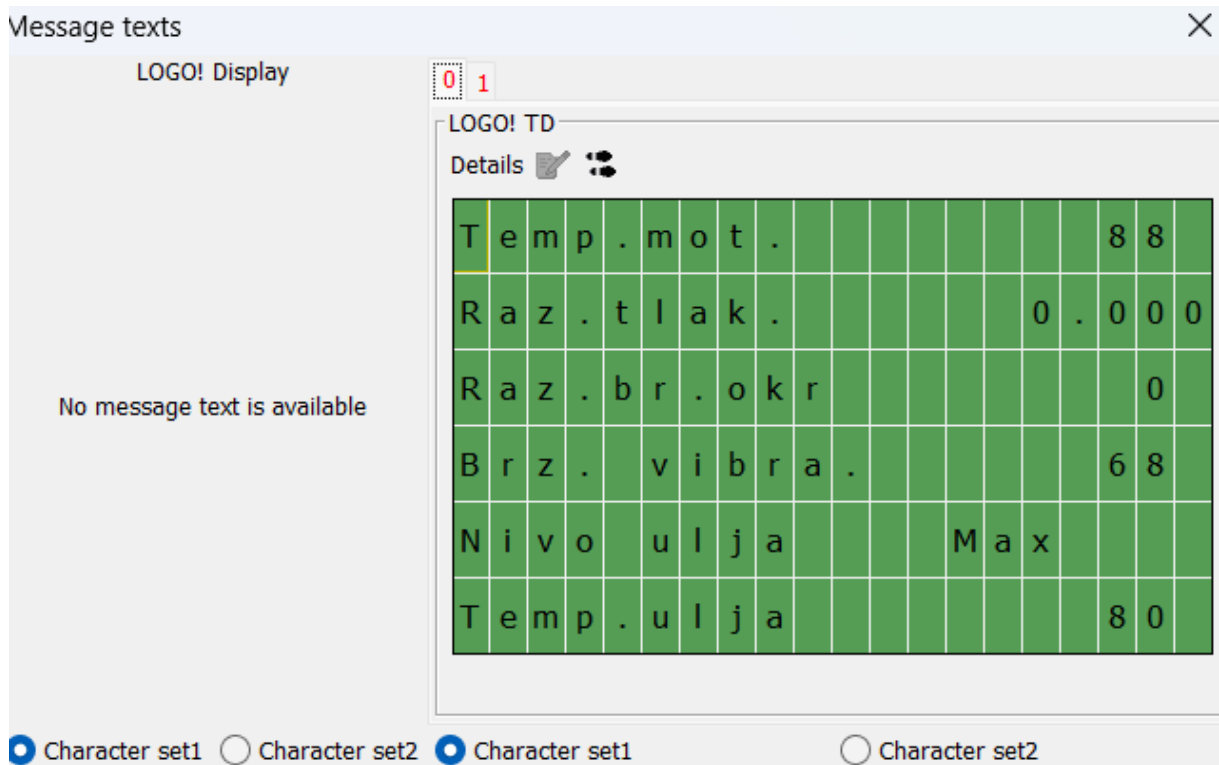 Message texts
LOGO! Display
0 1
LOGO! TD
Details
Temp.mot. 88
Raz.tlak. 0.000
Raz.br.okr 0
Brz. vibra. 68
Nivo ulja Max
Temp.ulja 80
No message text is available
Character set1 Character set2 Character set1 Character set2